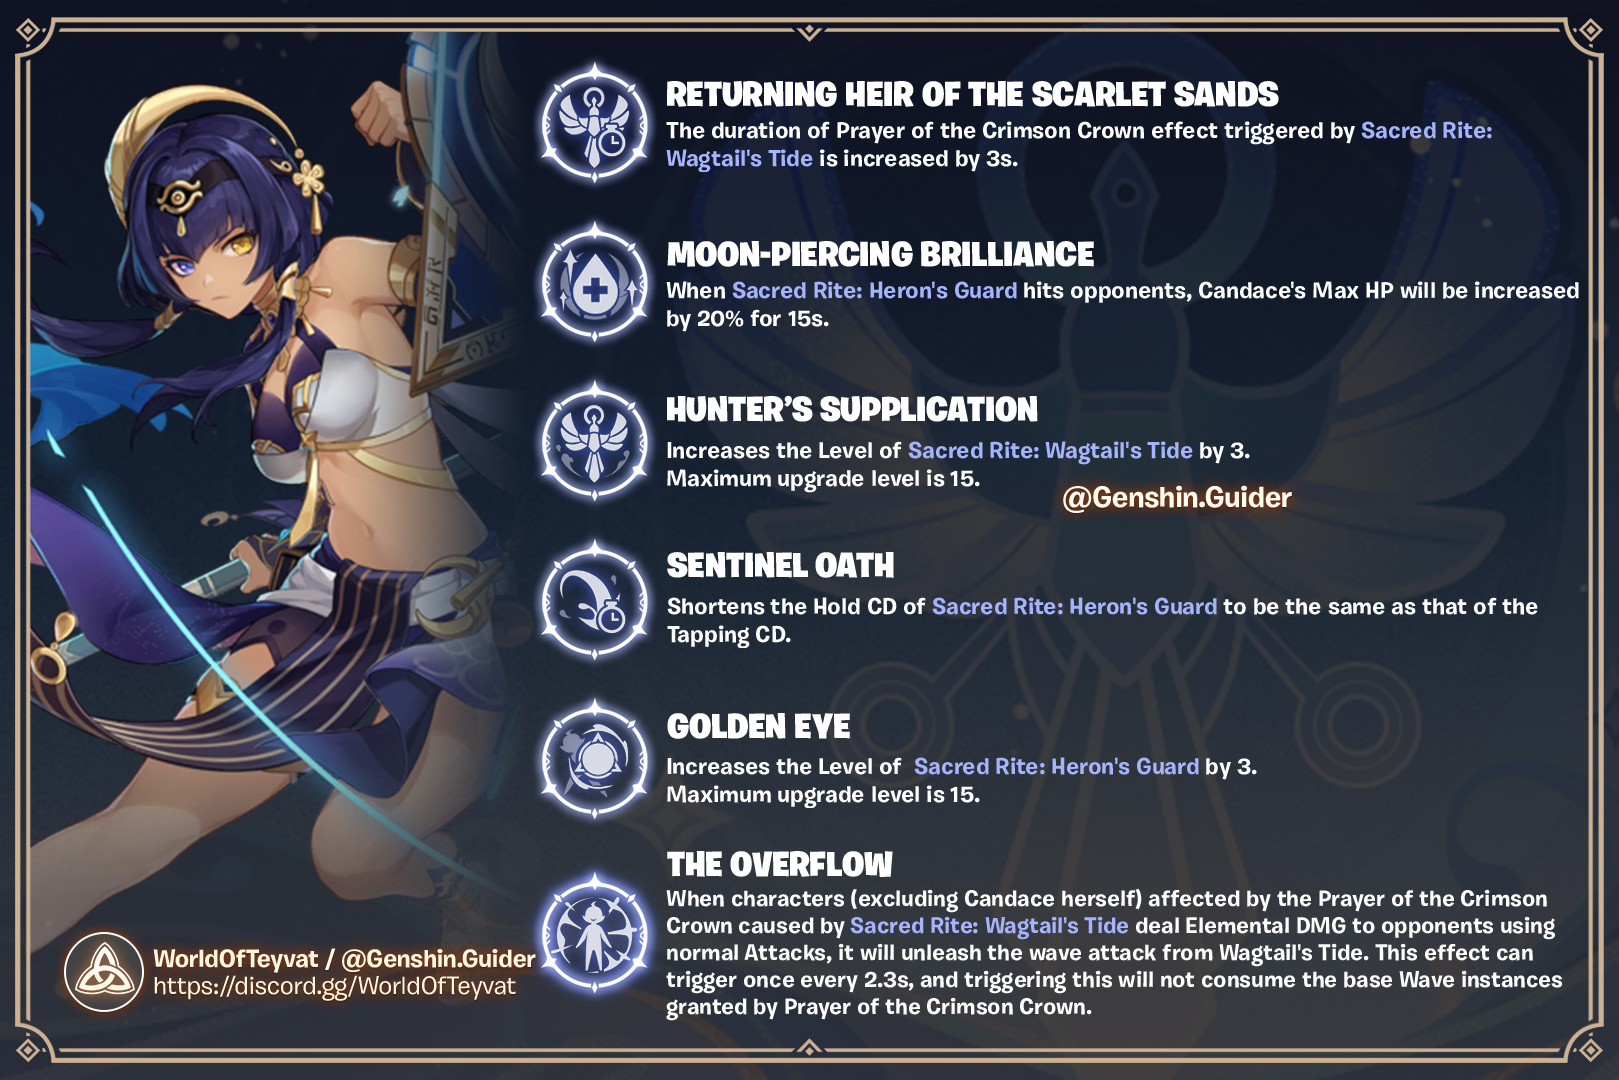 RETURNING HEIR OF THE SCARLET SANDS
The duration of Prayer of the Crimson Crown effect triggered by Sacred Rite:
Wagtail's Tide is increased by 3s.
MOON-PIERCING BRILLIANCE
When Sacred Rite: Heron's Guard hits opponents, Candace's Max HP will be increased
by 20% for 15s.
HUNTER'S SUPPLICATION
Increases the Level of Sacred Rite: Wagtail's Tide by 3.
Maximum upgrade level is 15.
@Genshin.Guider
SENTINEL OATH
Shortens the Hold CD of Sacred Rite: Heron's Guard to be the same as that of the
Tapping CD.
GOLDEN EYE
Increases the Level of Sacred Rite: Heron's Guard by 3.
Maximum upgrade level is 15.
THE OVERFLOW
When characters (excluding Candace herself) affected by the Prayer of the Crimson
Crown caused by Sacred Rite: Wagtail's Tide deal Elemental DMG to opponents using
normal Attacks, it will unleash the wave attack from Wagtail's Tide. This effect can
trigger once every 2.3s, and triggering this will not consume the base Wave instances
granted by Prayer of the Crimson Crown.
WorldOfTeyvat / @Genshin.Guider
https://discord.gg/WorldOfTeyvat